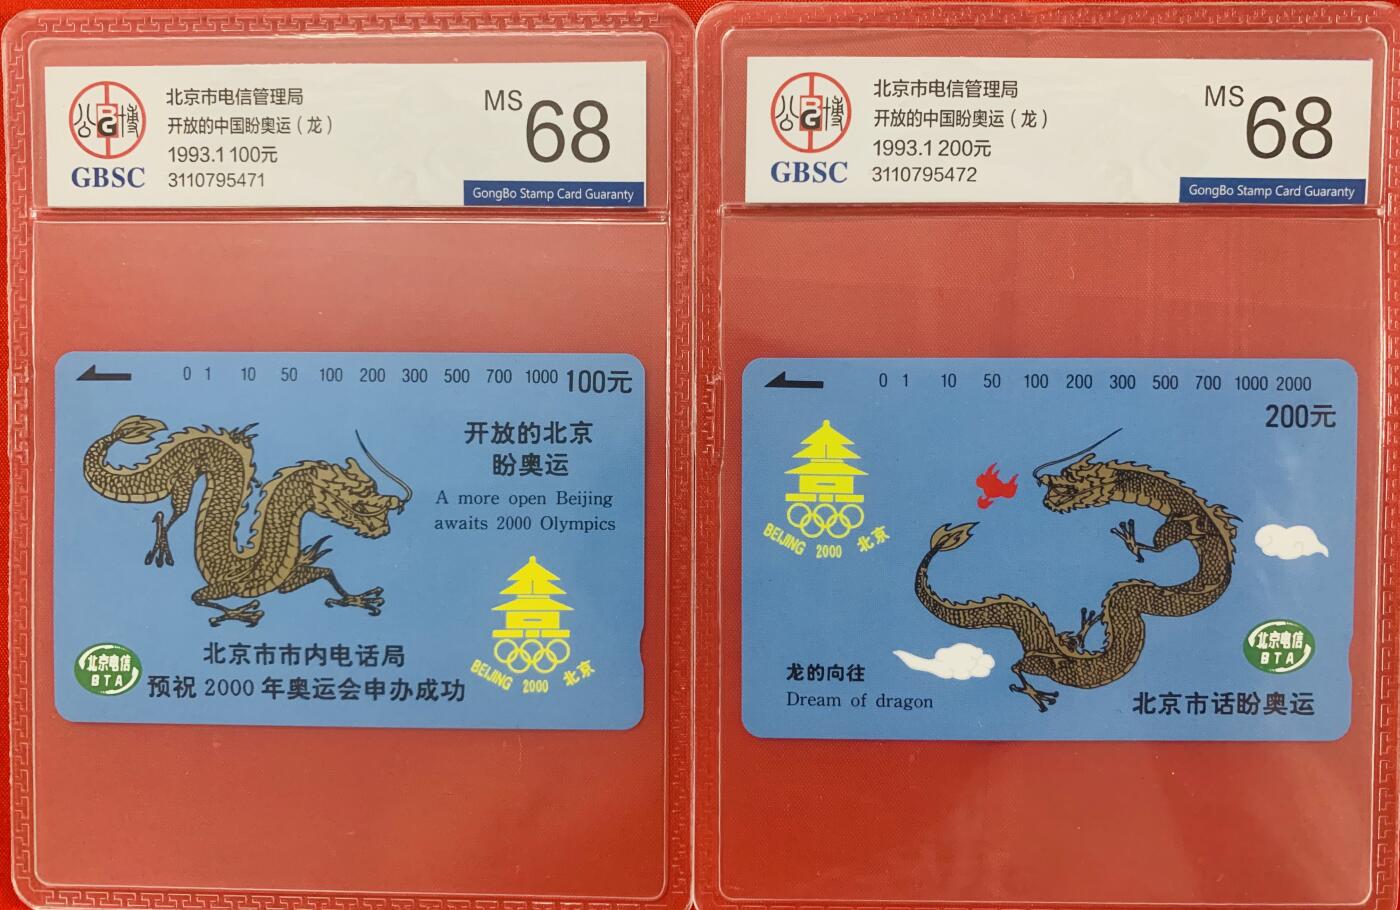 公 BG 博
GBSC
北京市电信管理局
开放的中国盼奥运（龙）
1993.1 100元
3110795471
MS 68
GongBo Stamp Card Guaranty
0 1 10 50 100 200 300 500 700 1000 100元
开放的北京
盼奥运
A more open Beijing
awaits 2000 Olympics
BEIJING 2000 北京
北京电信
BTA
北京市市内电话局
预祝 2000 年奥运会申办成功
公 BG 博
GBSC
北京市电信管理局
开放的中国盼奥运（龙）
1993.1 200元
3110795472
MS 68
GongBo Stamp Card Guaranty
0 1 10 50 100 200 300 500 700 1000 2000
200元
BEIJING 2000 北京
龙的向往
Dream of dragon
北京电信
BTA
北京市话盼奥运